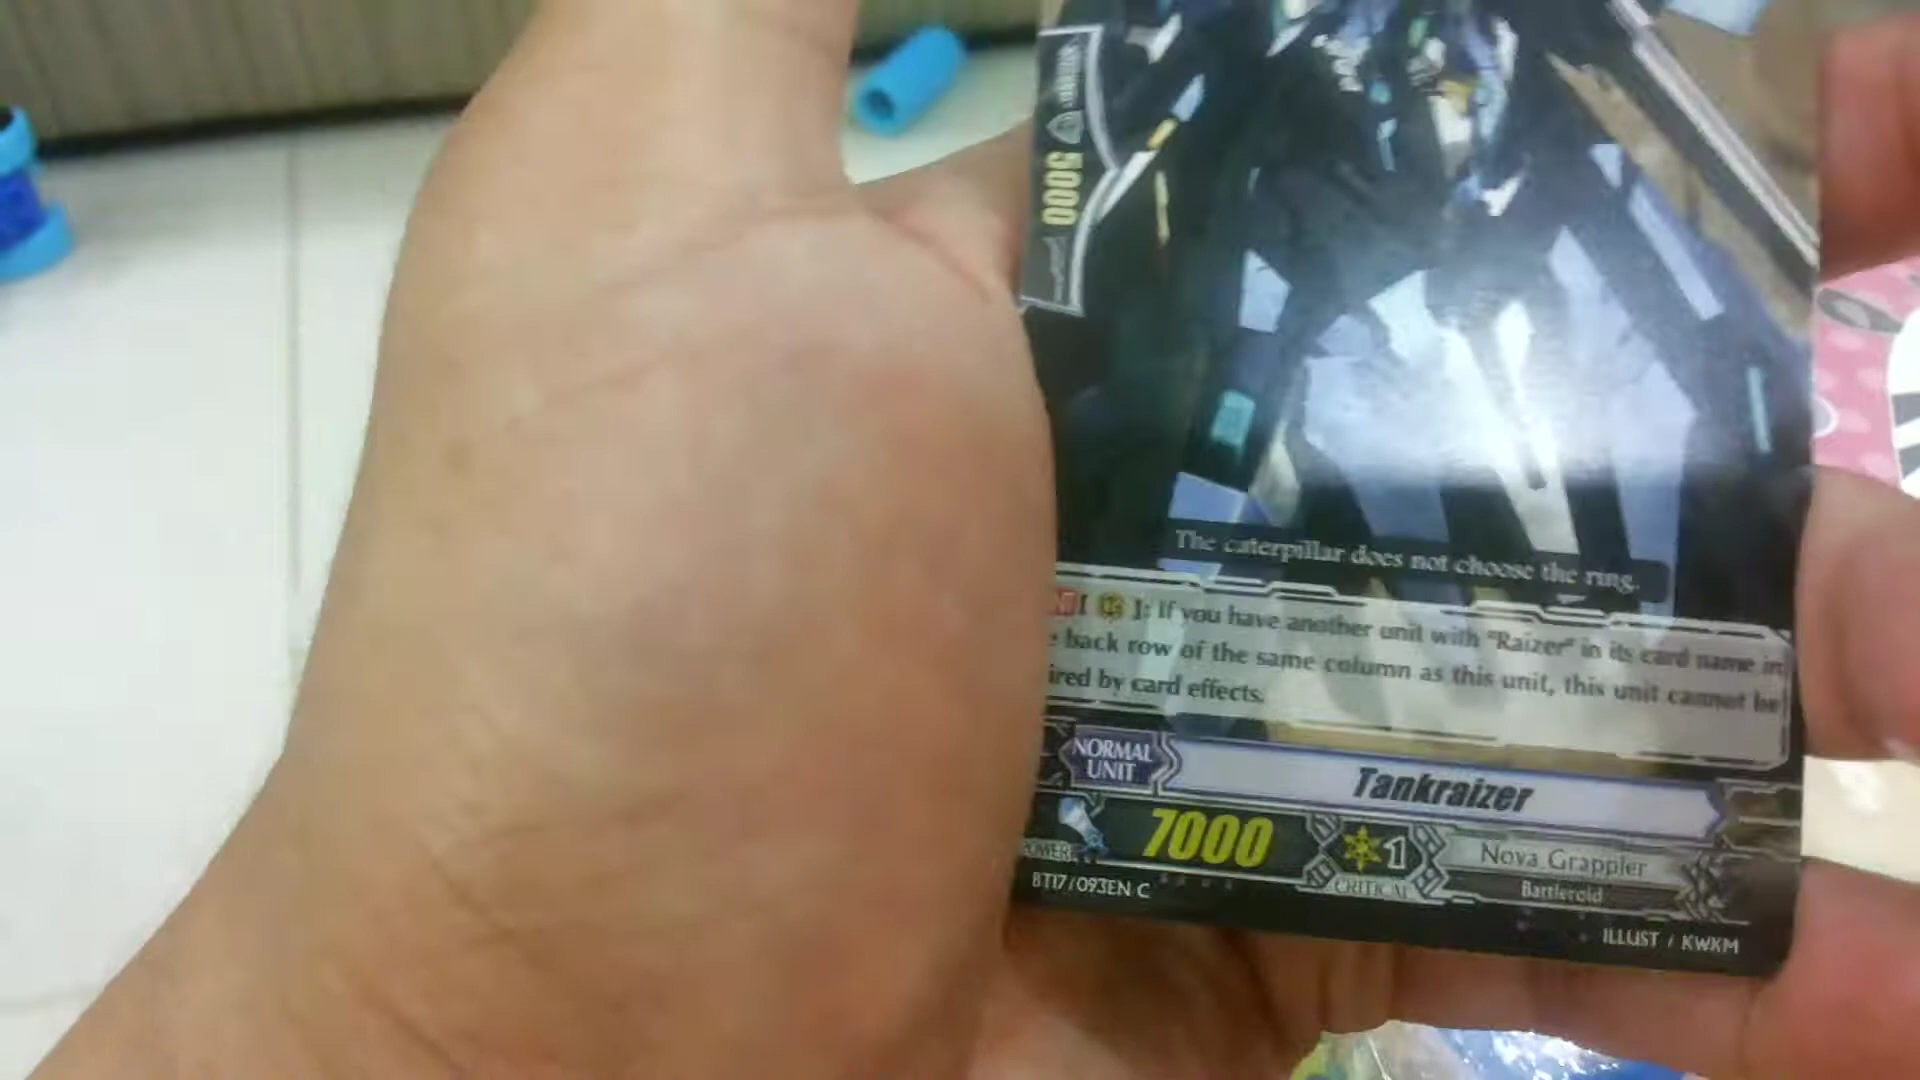 5000
The caterpillar does not choose the ring.
]: If you have another unit with "Raizer" in its card name in
back row of the same column as this unit, this unit cannot be
by card effects.
NORMAL
UNIT
Tankraizer
7000
1
Nova Grappler
POWER
CRITICAL
Battleroid
BT17/093EN C
ILLUST / KWKM